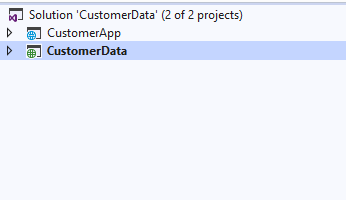 Solution 'CustomerData' (2 of 2 projects)
CustomerApp
CustomerData